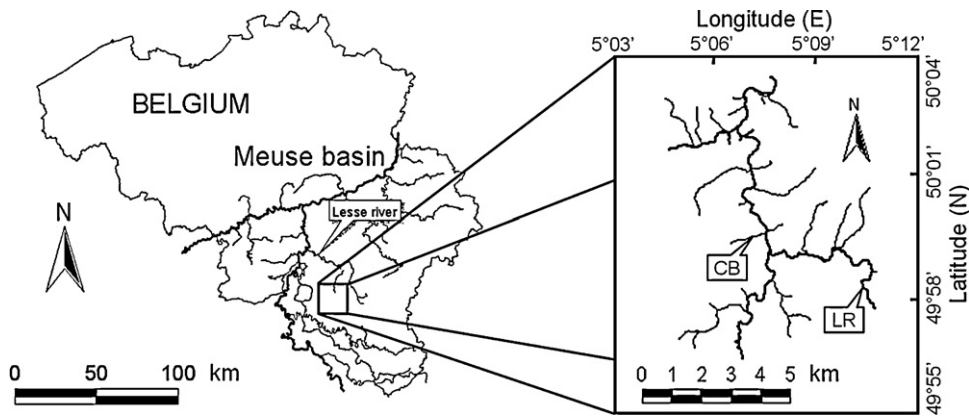 BELGIUM
Meuse basin
Lesse river
N
0 50 100 km
Longitude (E)
5°03' 5°06' 5°09' 5°12'
50°04'
50°01'
49°58'
49°55'
Latitude (N)
N
CB
LR
0 1 2 3 4 5 km